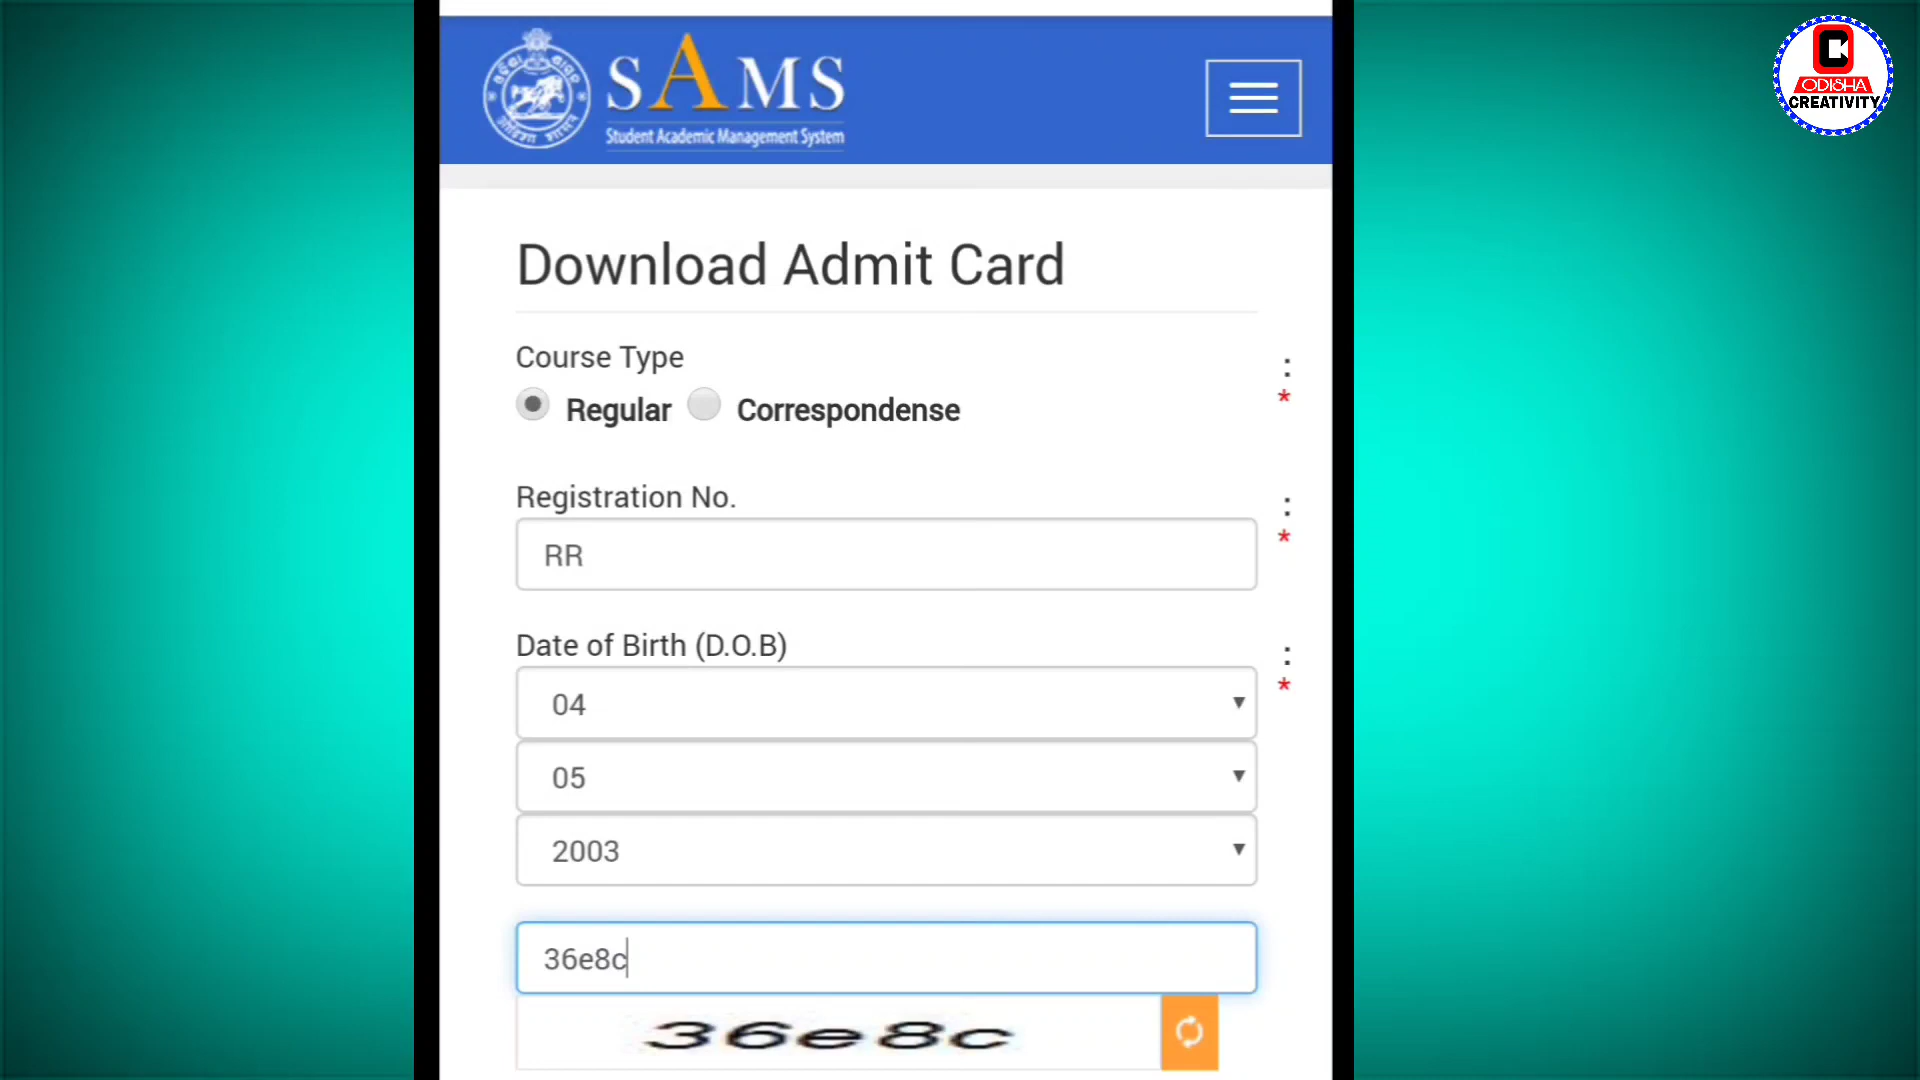 SAMS
Student Academic Management System
ODISHA
CREATIVITY
Download Admit Card
Course Type
:
*
Regular Correspondense
Registration No.
:
*
RR
Date of Birth (D.O.B)
:
*
04
05
2003
36e8c
36e8c